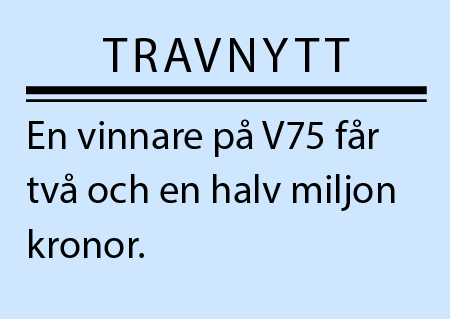 TRAVNYTT
En vinnare på V75 får
två och en halv miljon
kronor.